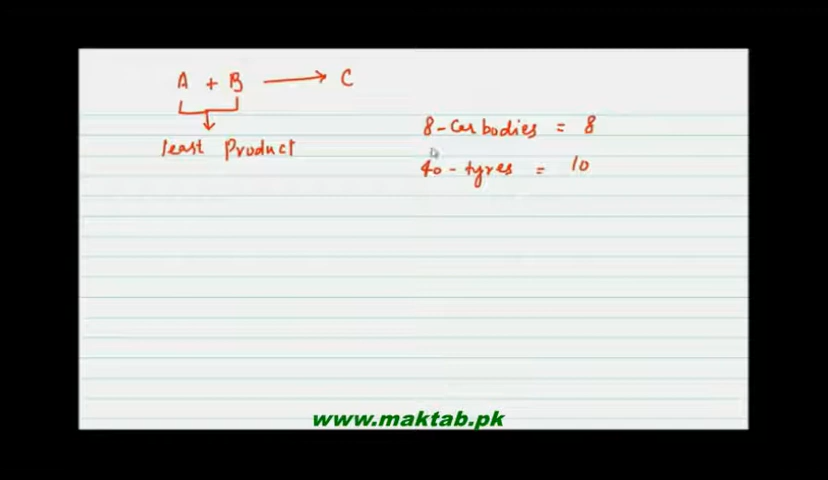 A + B → C
least Product
8-Car bodies = 8
40-tyres = 10
www.maktab.pk